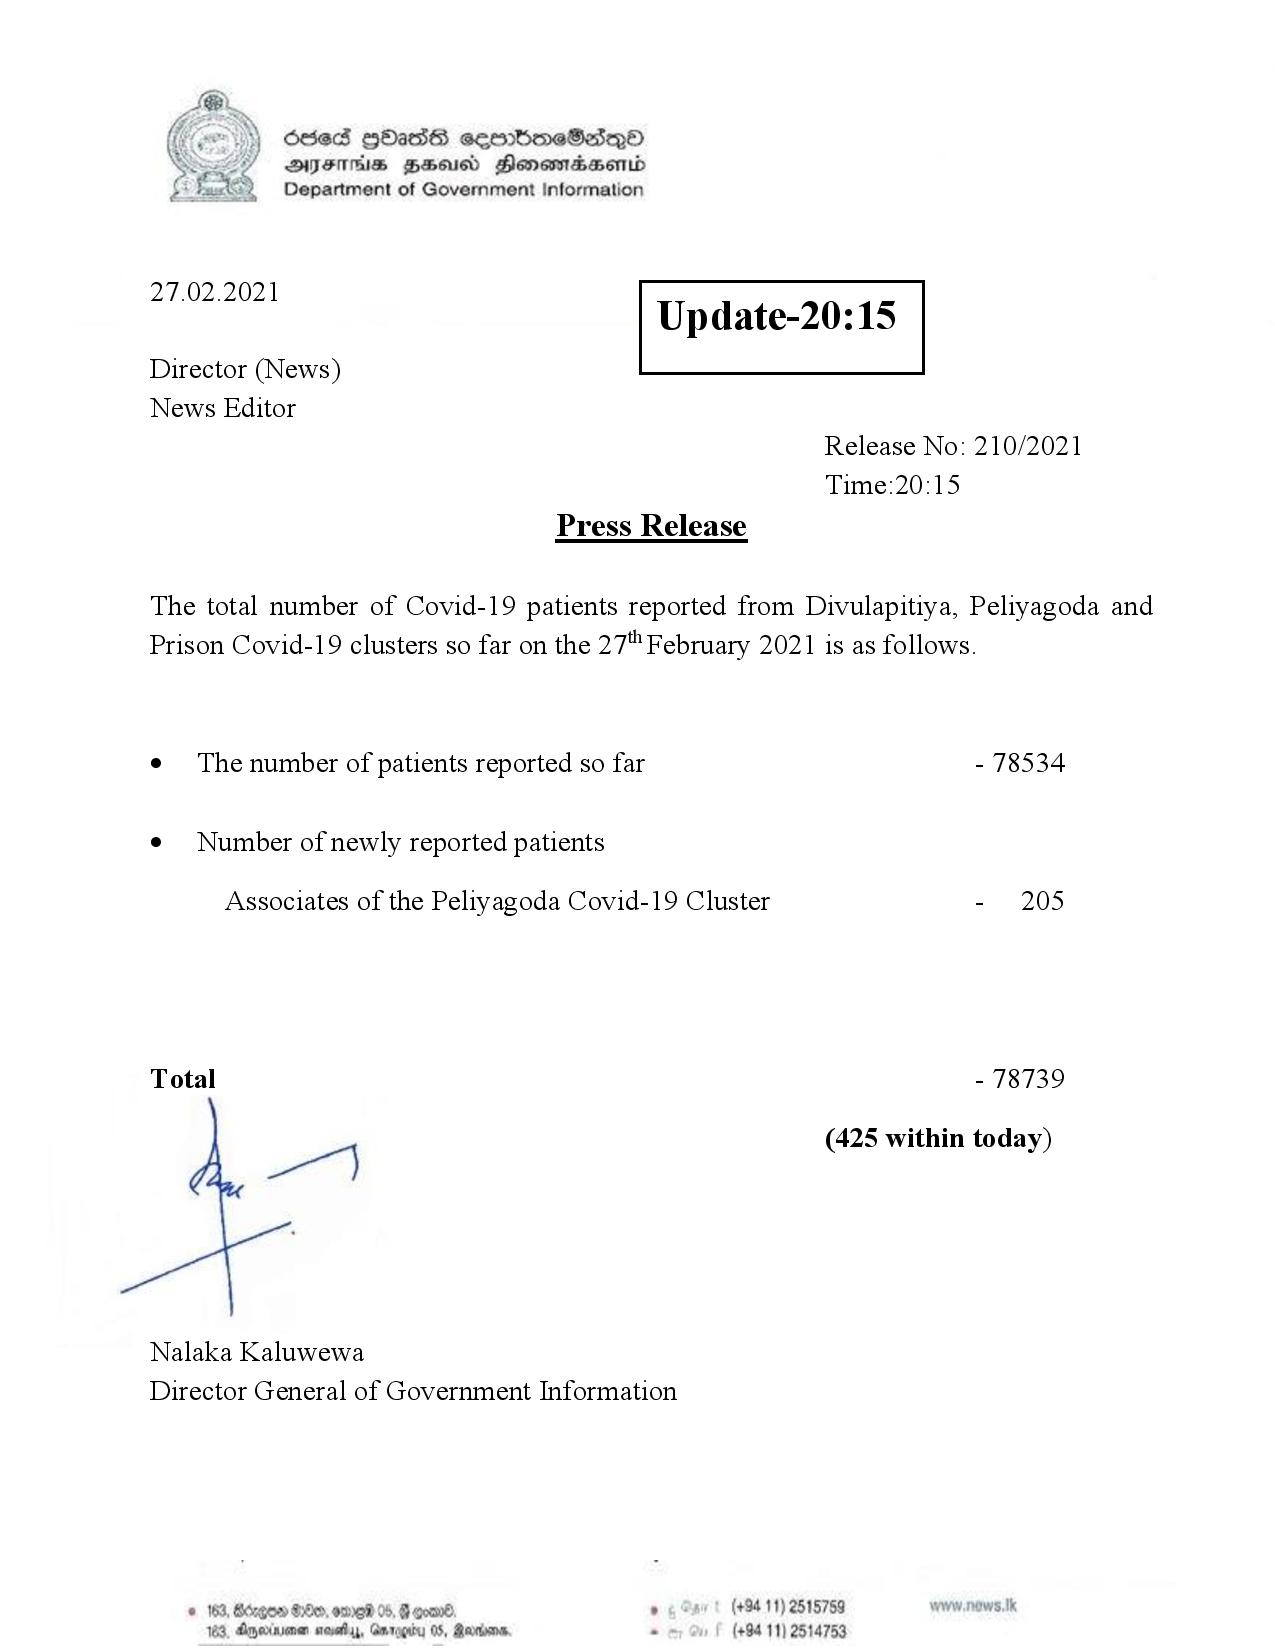 රජයේ ප්‍රවෘත්ති දෙපාර්තමේන්තුව
அரசாங்க தகவல் திணைக்களம்
Department of Government Information
27.02.2021
Update-20:15
Director (News)
News Editor
Release No: 210/2021
Time:20:15
Press Release
The total number of Covid-19 patients reported from Divulapitiya, Peliyagoda and
Prison Covid-19 clusters so far on the 27th February 2021 is as follows.
• The number of patients reported so far - 78534
• Number of newly reported patients
Associates of the Peliyagoda Covid-19 Cluster - 205
Total - 78739
(425 within today)
Nalaka Kaluwewa
Director General of Government Information
163, කිරුලපන මාවත, කොළඹ 05, ශ්‍රී ලංකාව.
163, கிருலப்பனை எவனியூ, கொழும்பு 05, இலங்கை.
(+94 11) 2515759
(+94 11) 2514753
www.news.lk